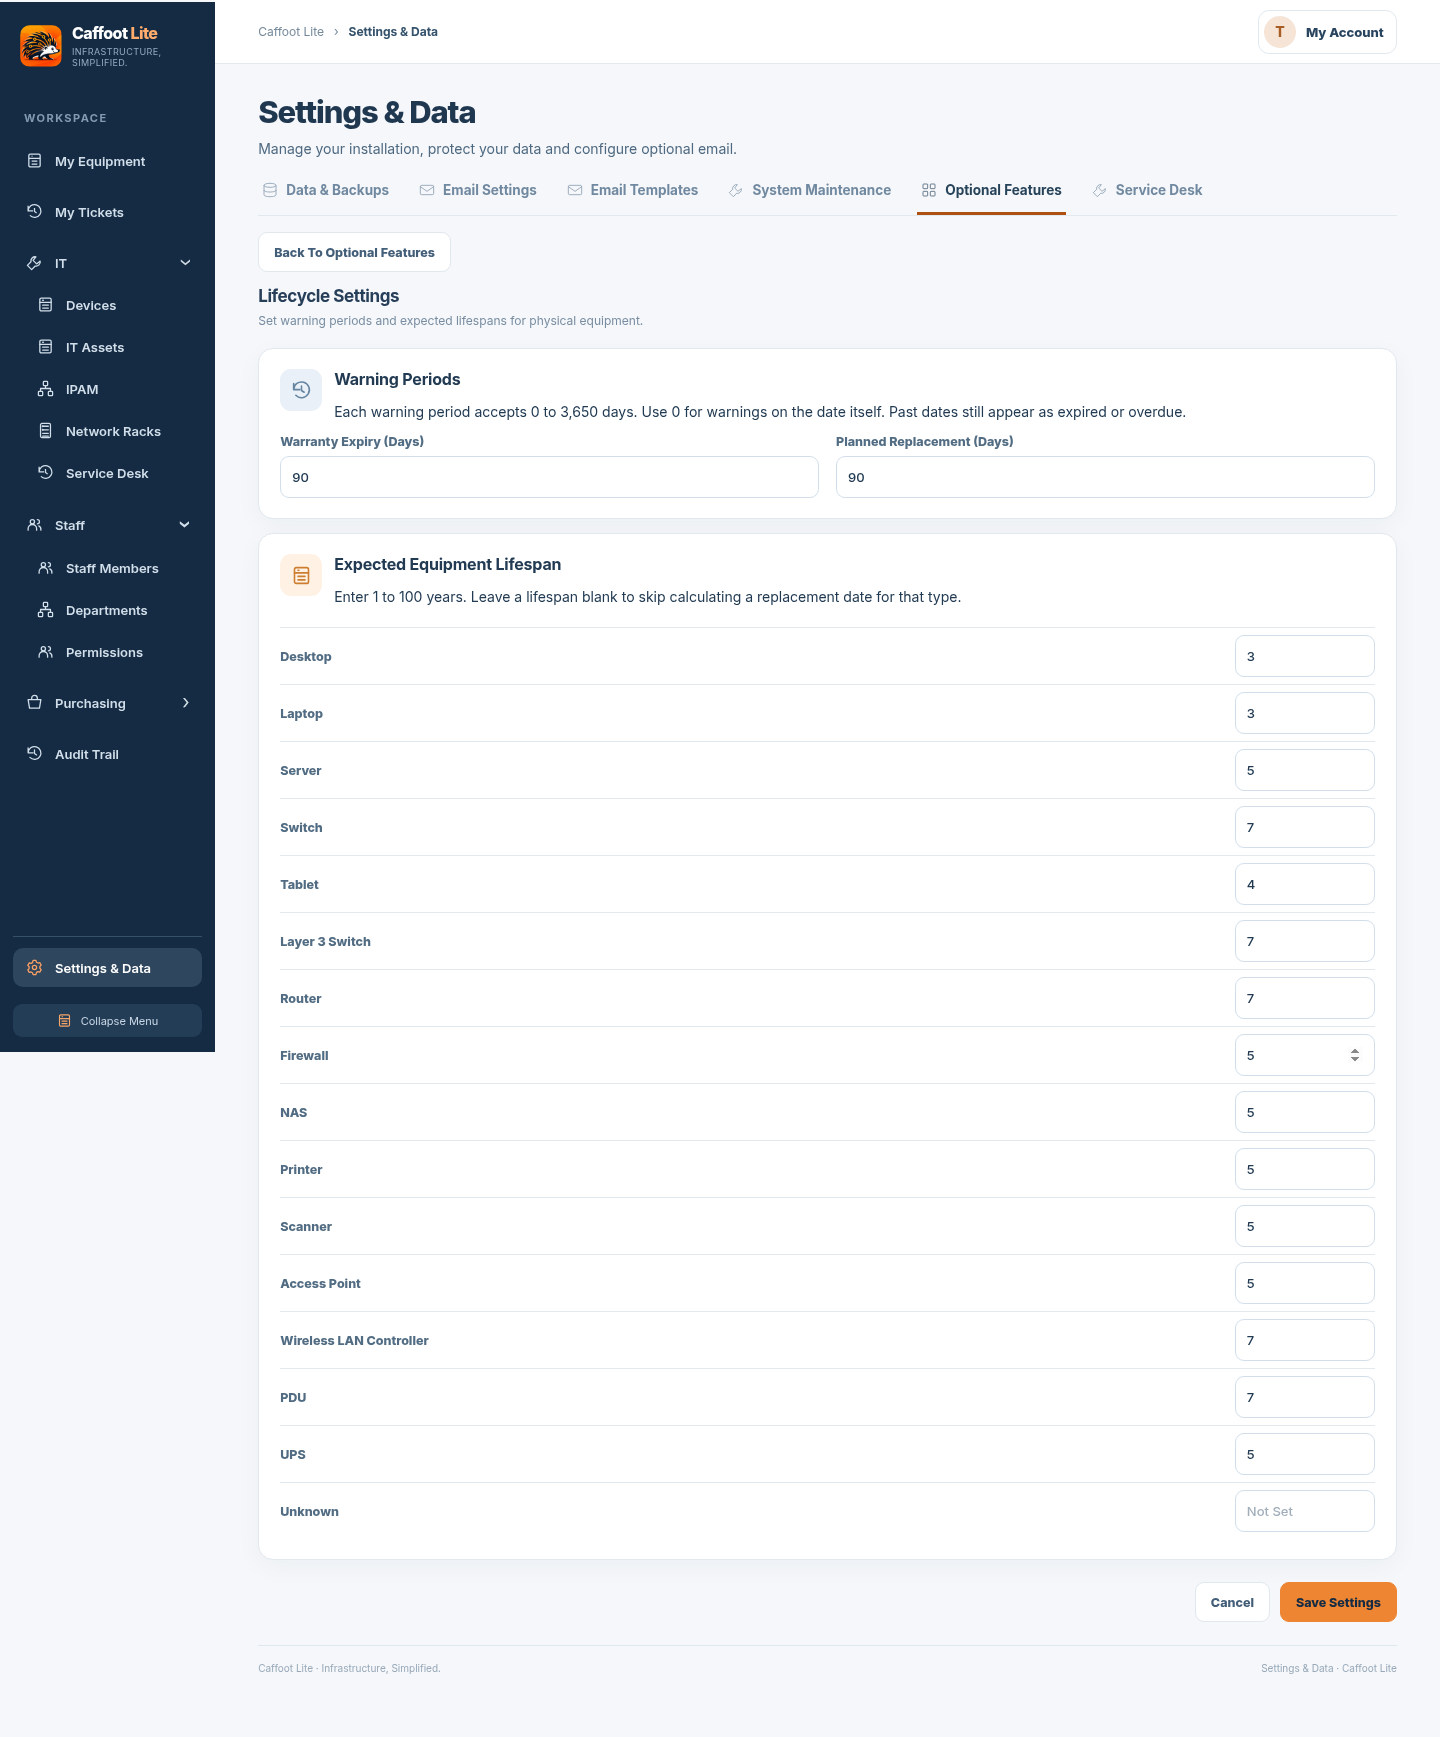 Caffoot Lite
INFRASTRUCTURE,
SIMPLIFIED.
WORKSPACE
My Equipment
My Tickets
IT
Devices
IT Assets
IPAM
Network Racks
Service Desk
Staff
Staff Members
Departments
Permissions
Purchasing
Audit Trail
Settings & Data
Collapse Menu
Caffoot Lite › Settings & Data
T My Account
Settings & Data
Manage your installation, protect your data and configure optional email.
Data & Backups Email Settings Email Templates System Maintenance Optional Features Service Desk
Back To Optional Features
Lifecycle Settings
Set warning periods and expected lifespans for physical equipment.
Warning Periods
Each warning period accepts 0 to 3,650 days. Use 0 for warnings on the date itself. Past dates still appear as expired or overdue.
Warranty Expiry (Days) Planned Replacement (Days)
90 90
Expected Equipment Lifespan
Enter 1 to 100 years. Leave a lifespan blank to skip calculating a replacement date for that type.
Desktop 3
Laptop 3
Server 5
Switch 7
Tablet 4
Layer 3 Switch 7
Router 7
Firewall 5
NAS 5
Printer 5
Scanner 5
Access Point 5
Wireless LAN Controller 7
PDU 7
UPS 5
Unknown Not Set
Cancel Save Settings
Caffoot Lite · Infrastructure, Simplified. Settings & Data · Caffoot Lite